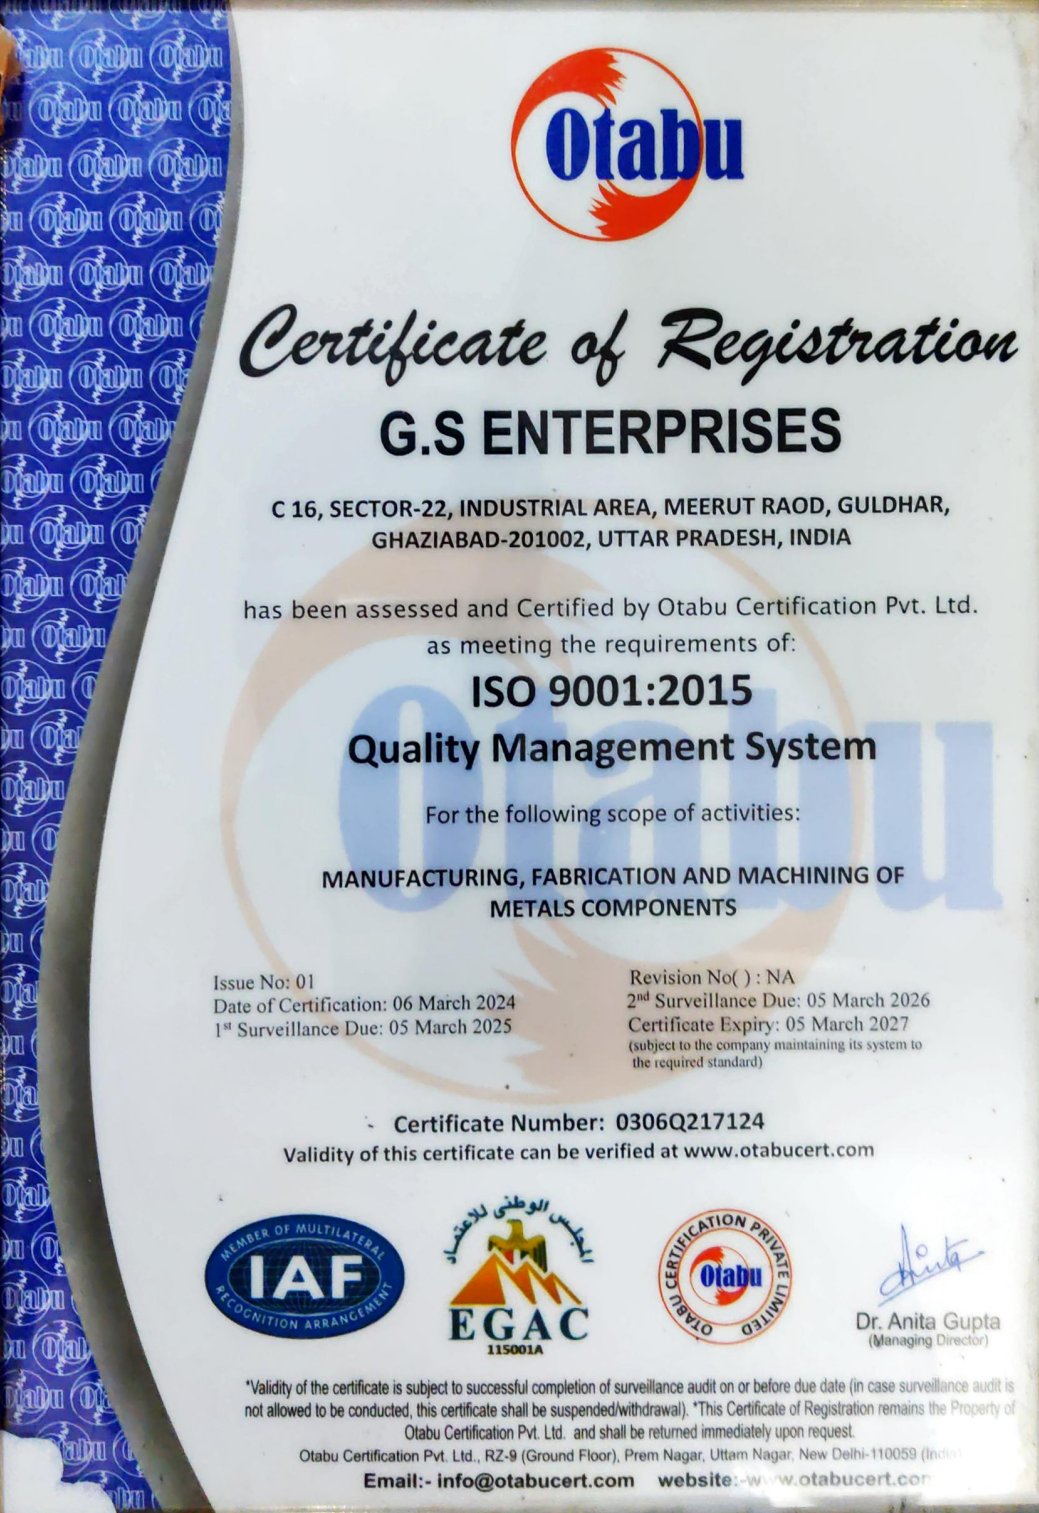 Otabu
Certificate of Registration
G.S ENTERPRISES
C 16, SECTOR-22, INDUSTRIAL AREA, MEERUT RAOD, GULDHAR,
GHAZIABAD-201002, UTTAR PRADESH, INDIA
has been assessed and Certified by Otabu Certification Pvt. Ltd.
as meeting the requirements of:
ISO 9001:2015
Quality Management System
For the following scope of activities:
MANUFACTURING, FABRICATION AND MACHINING OF
METALS COMPONENTS
Issue No: 01
Date of Certification: 06 March 2024
1st Surveillance Due: 05 March 2025
Revision No( ) : NA
2nd Surveillance Due: 05 March 2026
Certificate Expiry: 05 March 2027
(subject to the company maintaining its system to
the required standard)
Certificate Number: 0306Q217124
Validity of this certificate can be verified at www.otabucert.com
MEMBER OF MULTILATERAL
IAF
RECOGNITION ARRANGEMENT
المجلس الوطنى للاعتماد
EGAC
115001A
OTABU CERTIFICATION PRIVATE LIMITED
Otabu
Anita
Dr. Anita Gupta
(Managing Director)
*Validity of the certificate is subject to successful completion of surveillance audit on or before due date (in case surveillance audit is
not allowed to be conducted, this certificate shall be suspended/withdrawal). *This Certificate of Registration remains the Property of
Otabu Certification Pvt. Ltd. and shall be returned immediately upon request.
Otabu Certification Pvt. Ltd., RZ-9 (Ground Floor), Prem Nagar, Uttam Nagar, New Delhi-110059 (India)
Email:- info@otabucert.com website:-www.otabucert.com